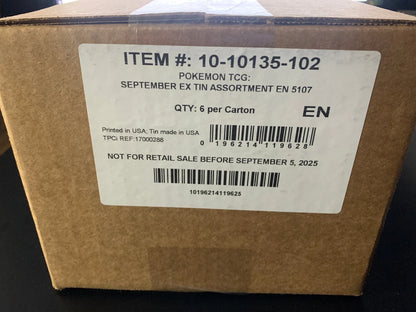 ITEM #: 10-10135-102
POKEMON TCG:
SEPTEMBER EX TIN ASSORTMENT EN 5107
QTY: 6 per Carton
EN
Printed in USA; Tin made in USA
TPCi REF:17000286
0 196214 119628
NOT FOR RETAIL SALE BEFORE SEPTEMBER 5, 2025
10196214119625